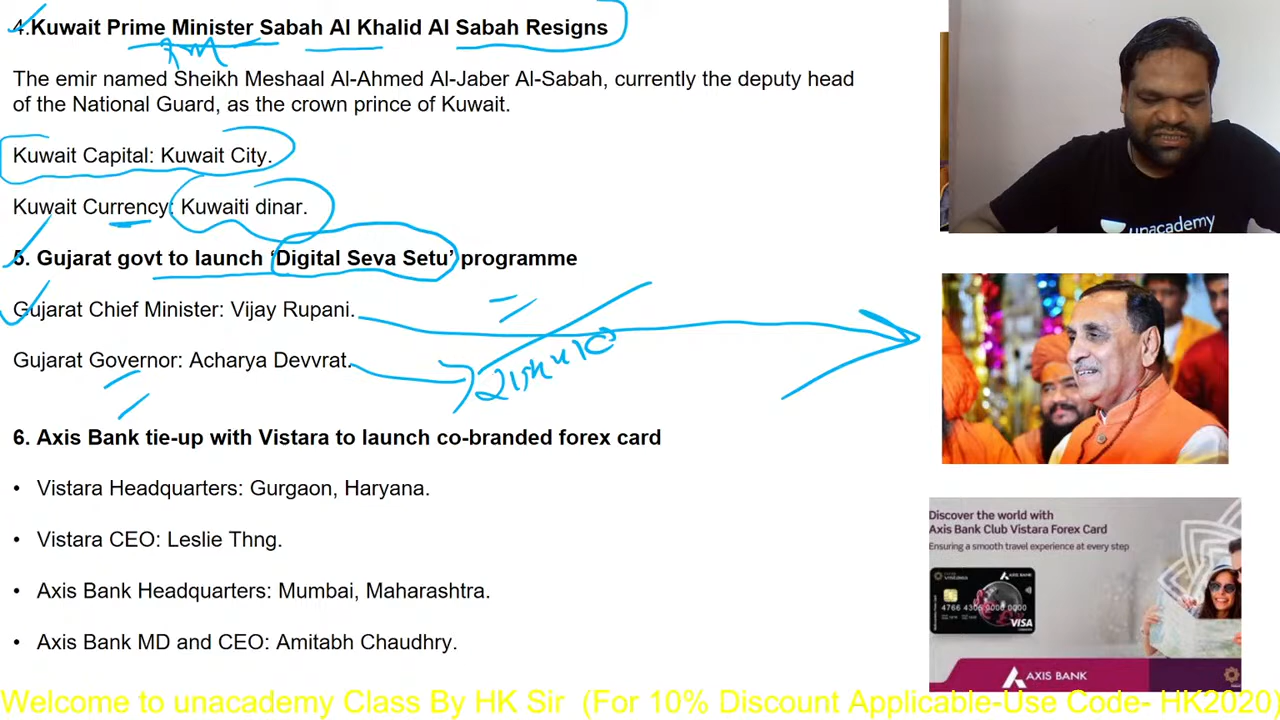 4.Kuwait Prime Minister Sabah Al Khalid Al Sabah Resigns
PM
The emir named Sheikh Meshaal Al-Ahmed Al-Jaber Al-Sabah, currently the deputy head
of the National Guard, as the crown prince of Kuwait.
Kuwait Capital: Kuwait City.
Kuwait Currency: Kuwaiti dinar.
unacademy
5. Gujarat govt to launch ‘Digital Seva Setu’ programme
Gujarat Chief Minister: Vijay Rupani.
Gujarat Governor: Acharya Devvrat.
6. Axis Bank tie-up with Vistara to launch co-branded forex card
• Vistara Headquarters: Gurgaon, Haryana.
• Vistara CEO: Leslie Thng.
• Axis Bank Headquarters: Mumbai, Maharashtra.
• Axis Bank MD and CEO: Amitabh Chaudhry.
Discover the world with
Axis Bank Club Vistara Forex Card
Ensuring a smooth travel experience at every step
AXIS BANK
VISA
AXIS BANK
Welcome to unacademy Class By HK Sir (For 10% Discount Applicable-Use Code- HK2020)